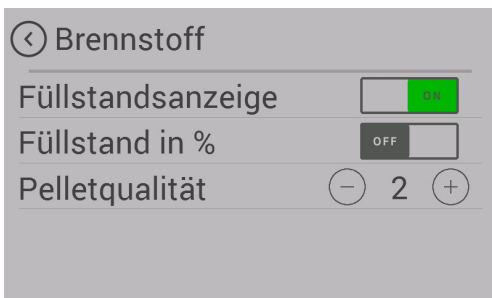 Brennstoff
Füllstandsanzeige ON
Füllstand in % OFF
Pelletqualität 2